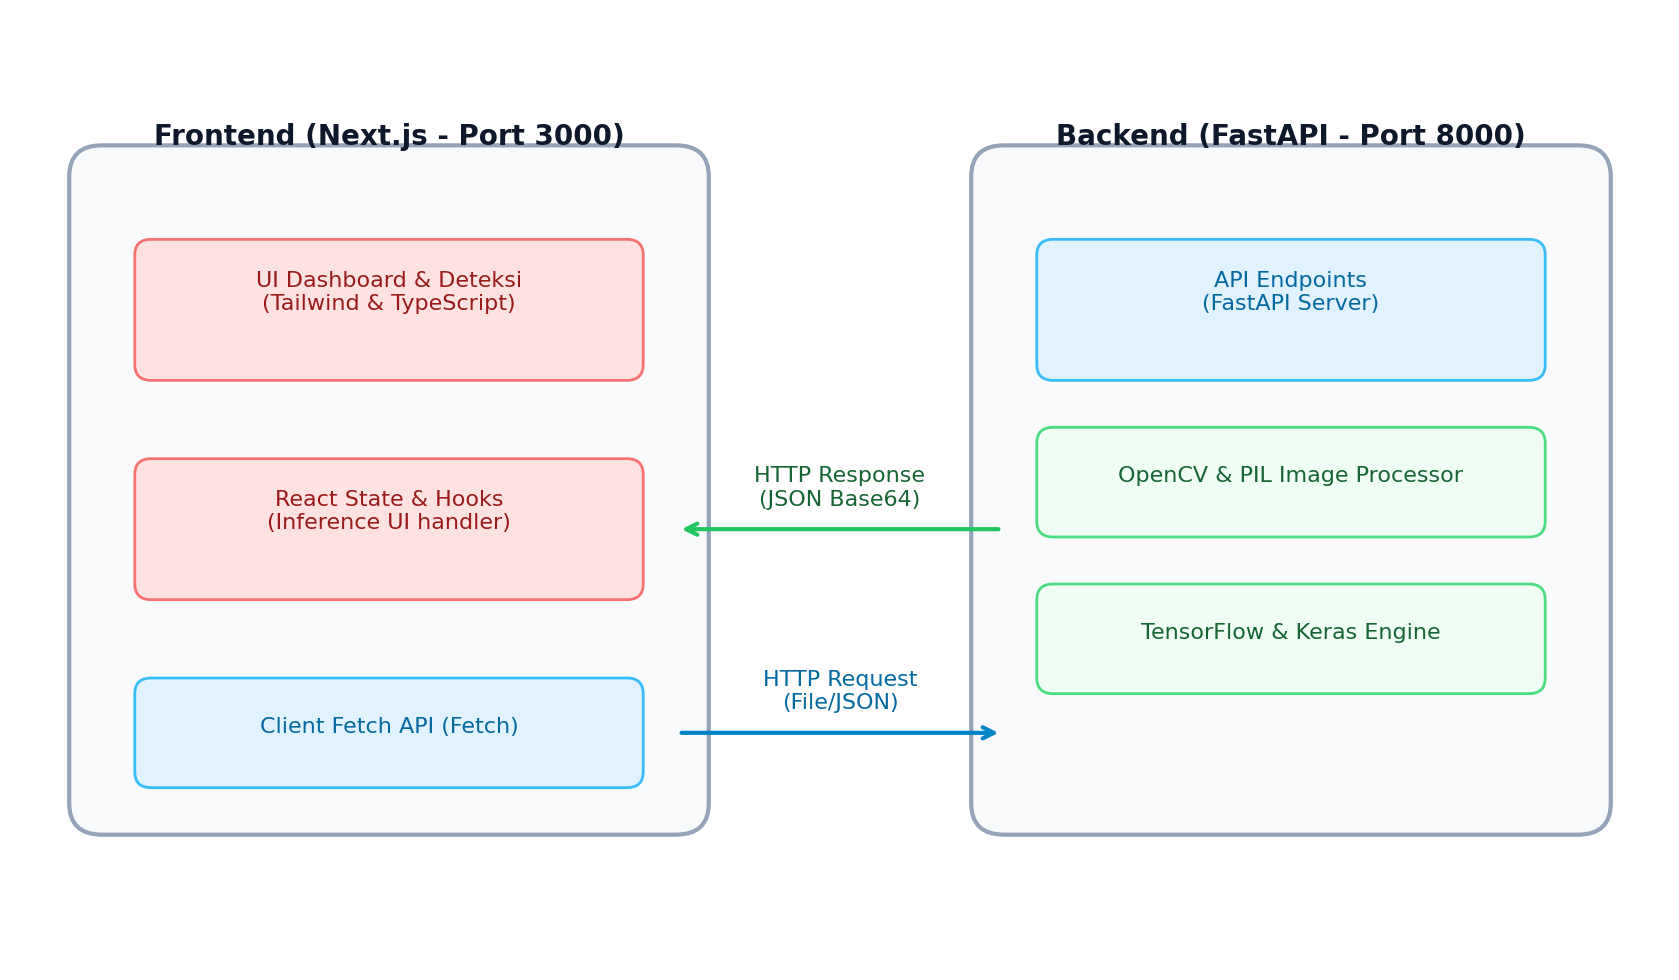 Frontend (Next.js - Port 3000)
UI Dashboard & Deteksi
(Tailwind & TypeScript)
React State & Hooks
(Inference UI handler)
Client Fetch API (Fetch)
HTTP Response
(JSON Base64)
HTTP Request
(File/JSON)
Backend (FastAPI - Port 8000)
API Endpoints
(FastAPI Server)
OpenCV & PIL Image Processor
TensorFlow & Keras Engine